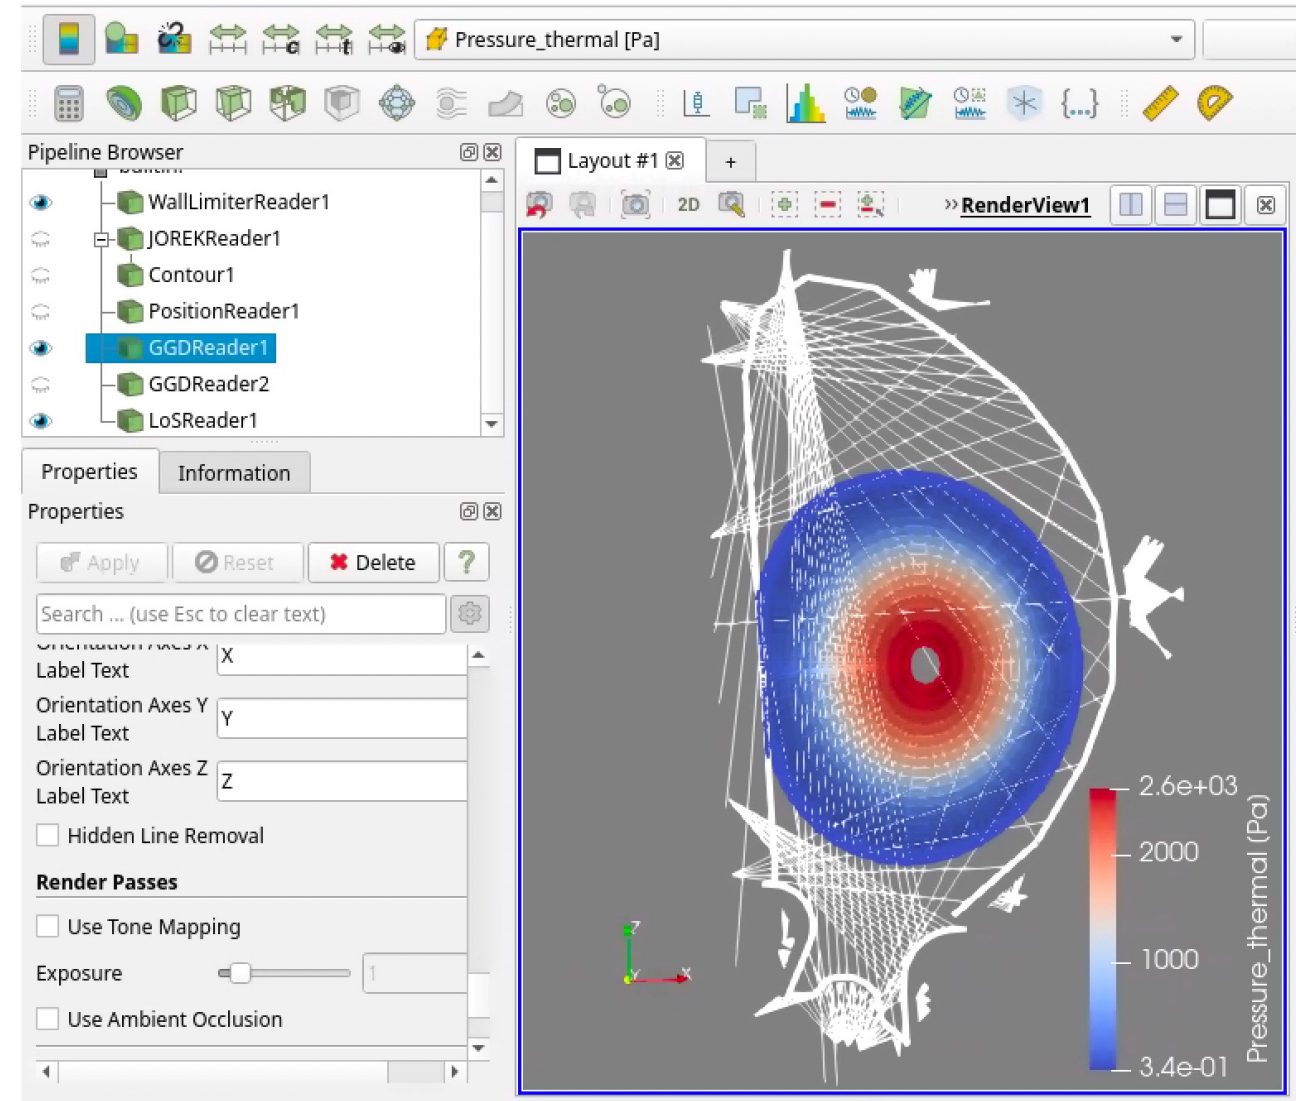 Pressure_thermal [Pa]
Pipeline Browser
Layout #1
+
builtin:
WallLimiterReader1
JOREKReader1
Contour1
PositionReader1
GGDReader1
GGDReader2
LoSReader1
2D
RenderView1
Properties
Information
Properties
Apply
Reset
Delete
?
Search ... (use Esc to clear text)
Orientation Axes X
Label Text
X
Orientation Axes Y
Label Text
Y
Orientation Axes Z
Label Text
Z
Hidden Line Removal
Render Passes
Use Tone Mapping
Exposure
1
Use Ambient Occlusion
Z
Y
X
2.6e+03
2000
1000
3.4e-01
Pressure_thermal (Pa)